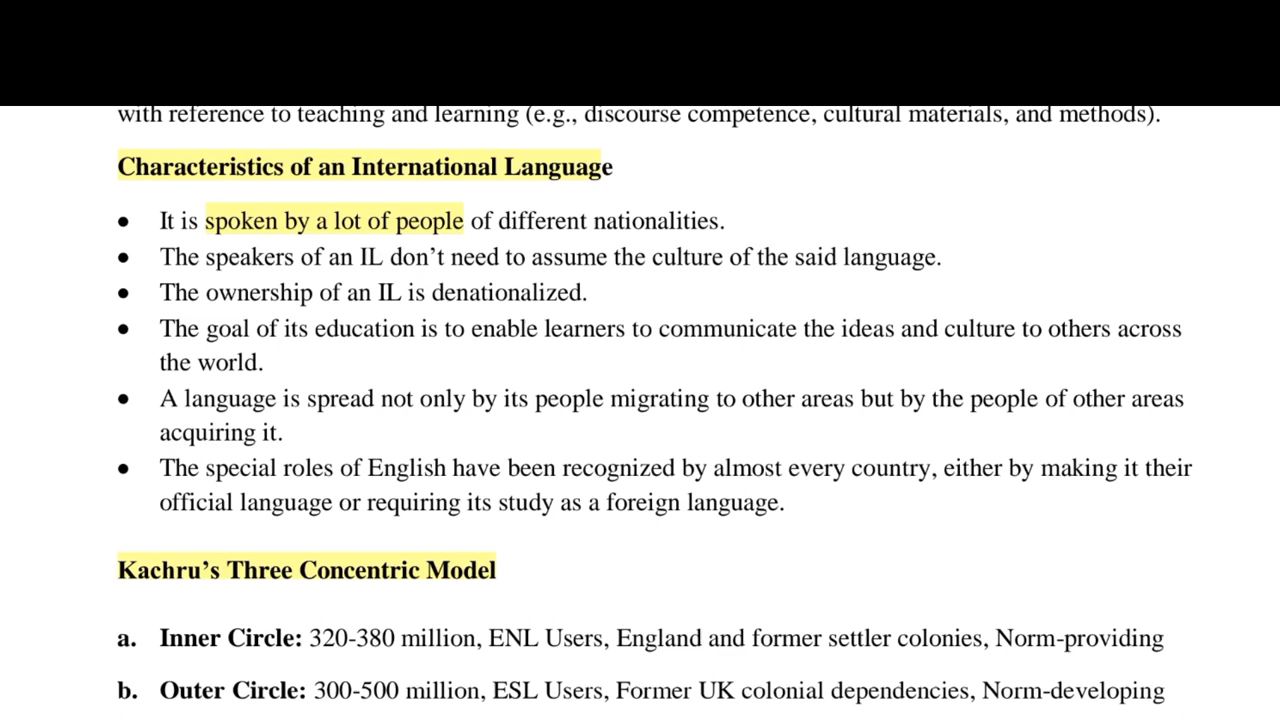 with reference to teaching and learning (e.g., discourse competence, cultural materials, and methods).
Characteristics of an International Language
● It is spoken by a lot of people of different nationalities.
● The speakers of an IL don’t need to assume the culture of the said language.
● The ownership of an IL is denationalized.
● The goal of its education is to enable learners to communicate the ideas and culture to others across
the world.
● A language is spread not only by its people migrating to other areas but by the people of other areas
acquiring it.
● The special roles of English have been recognized by almost every country, either by making it their
official language or requiring its study as a foreign language.
Kachru’s Three Concentric Model
a. Inner Circle: 320-380 million, ENL Users, England and former settler colonies, Norm-providing
b. Outer Circle: 300-500 million, ESL Users, Former UK colonial dependencies, Norm-developing